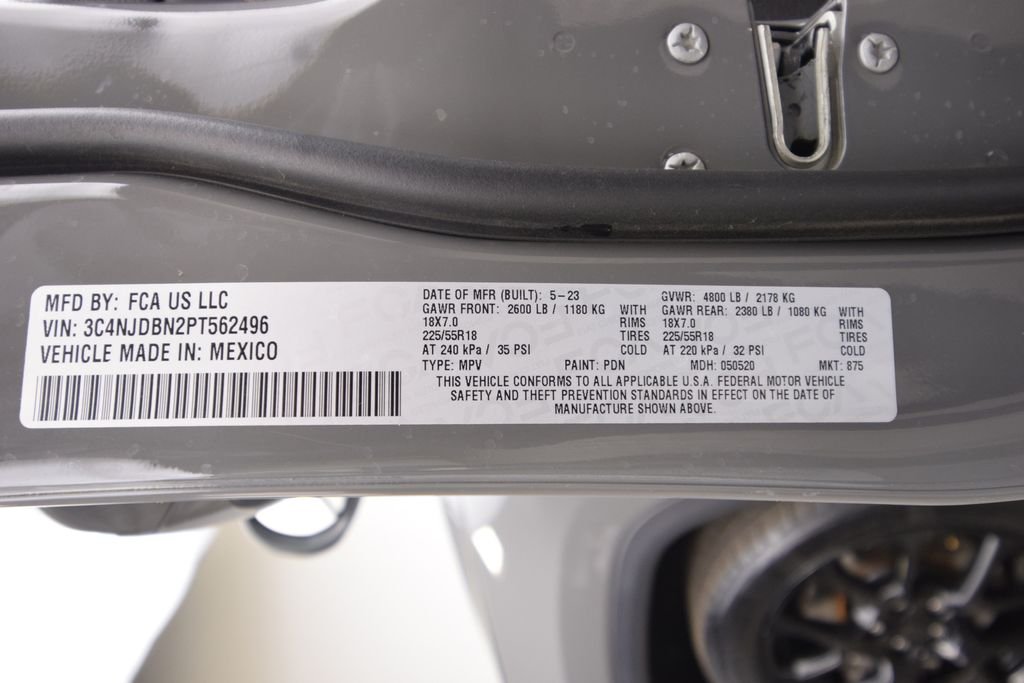 MFD BY: FCA US LLC
VIN: 3C4NJDBN2PT562496
VEHICLE MADE IN: MEXICO
DATE OF MFR (BUILT): 5-23 GVWR: 4800 LB / 2178 KG
GAWR FRONT: 2600 LB / 1180 KG WITH GAWR REAR: 2380 LB / 1080 KG WITH
18X7.0 RIMS 18X7.0 RIMS
225/55R18 TIRES 225/55R18 TIRES
AT 240 kPa / 35 PSI COLD AT 220 kPa / 32 PSI COLD
TYPE: MPV PAINT: PDN MDH: 050520 MKT: 875
THIS VEHICLE CONFORMS TO ALL APPLICABLE U.S.A. FEDERAL MOTOR VEHICLE
SAFETY AND THEFT PREVENTION STANDARDS IN EFFECT ON THE DATE OF
MANUFACTURE SHOWN ABOVE.